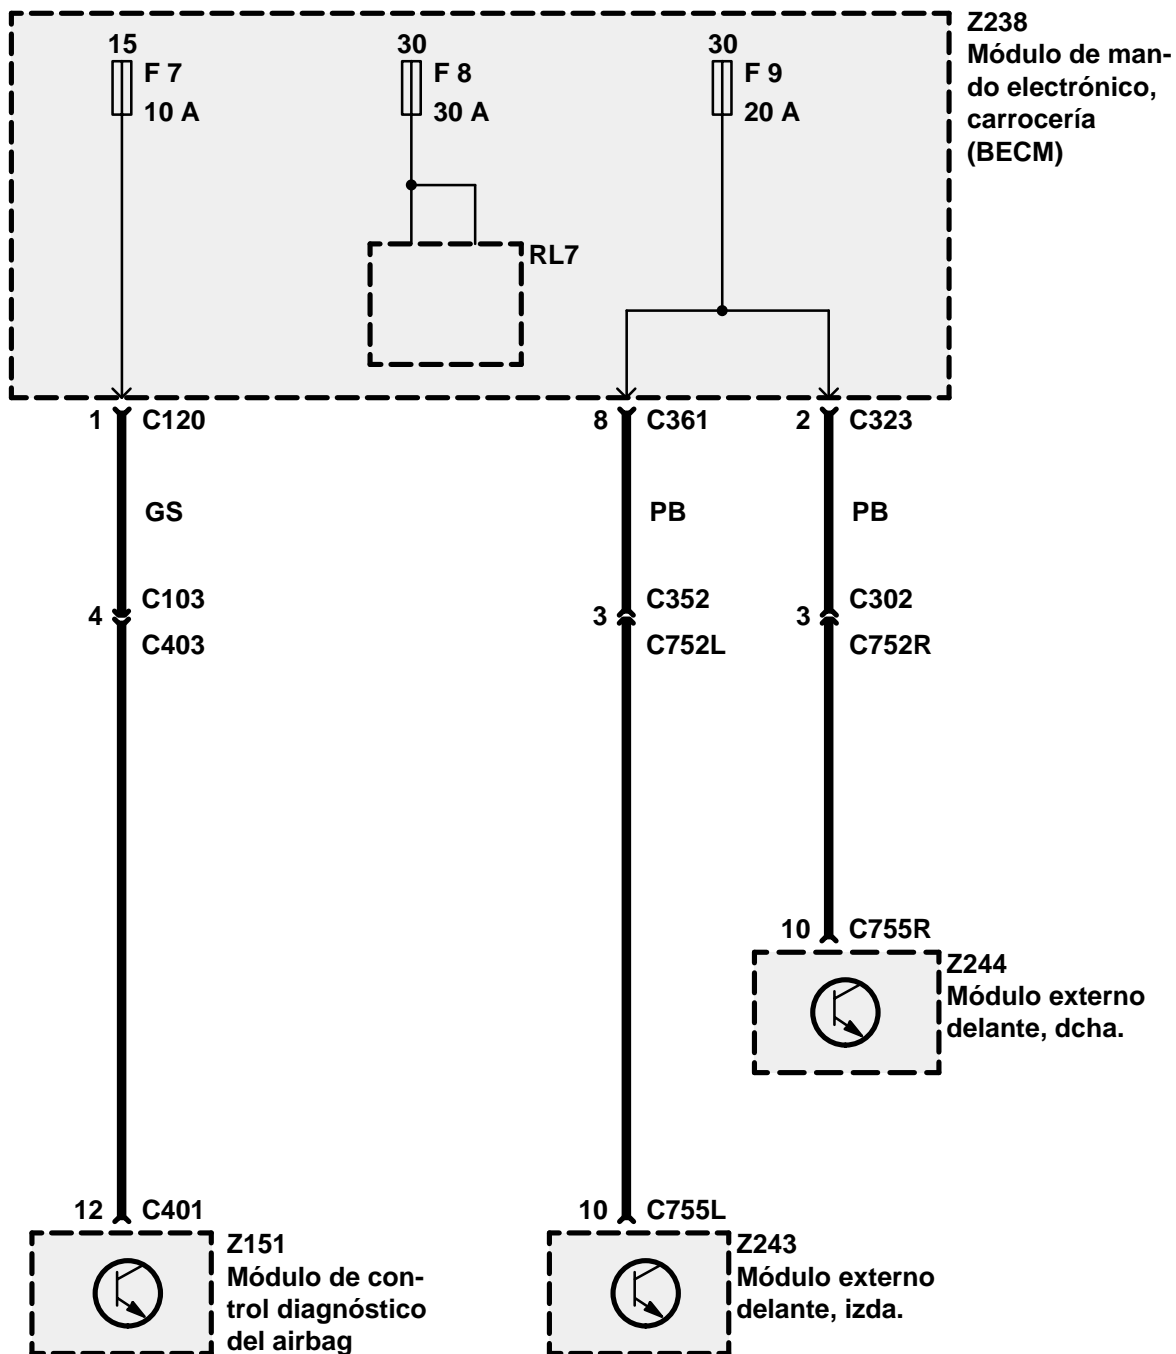 Z238
Módulo de man-
do electrónico,
carrocería
(BECM)
15
F 7
10 A
30
F 8
30 A
30
F 9
20 A
RL7
1 C120
8 C361
2 C323
GS
PB
PB
C103
4
C403
C352
3
C752L
C302
3
C752R
10 C755R
Z244
Módulo externo
delante, dcha.
12 C401
Z151
Módulo de con-
trol diagnóstico
del airbag
10 C755L
Z243
Módulo externo
delante, izda.